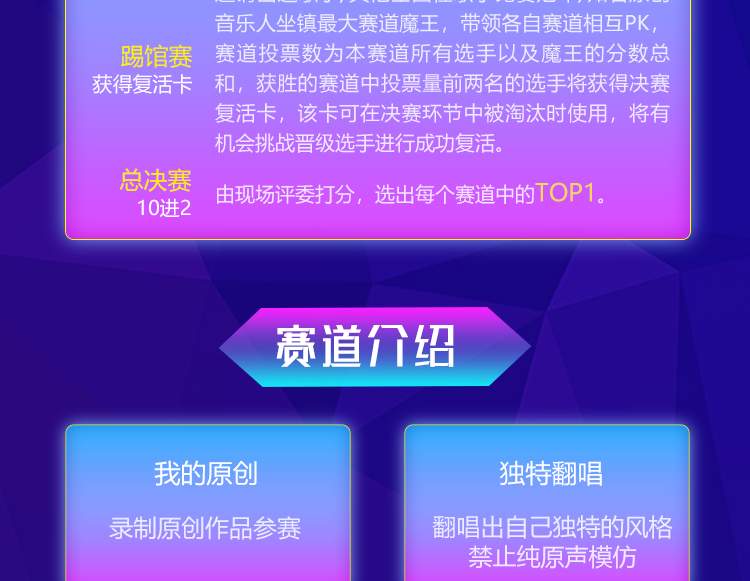 音乐人坐镇最大赛道魔王，带领各自赛道相互PK，
踢馆赛
获得复活卡
赛道投票数为本赛道所有选手以及魔王的分数总
和，获胜的赛道中投票量前两名的选手将获得决赛
复活卡，该卡可在决赛环节中被淘汰时使用，将有
机会挑战晋级选手进行成功复活。
总决赛
10进2
由现场评委打分，选出每个赛道中的TOP1。
赛道介绍
我的原创
录制原创作品参赛
独特翻唱
翻唱出自己独特的风格
禁止纯原声模仿